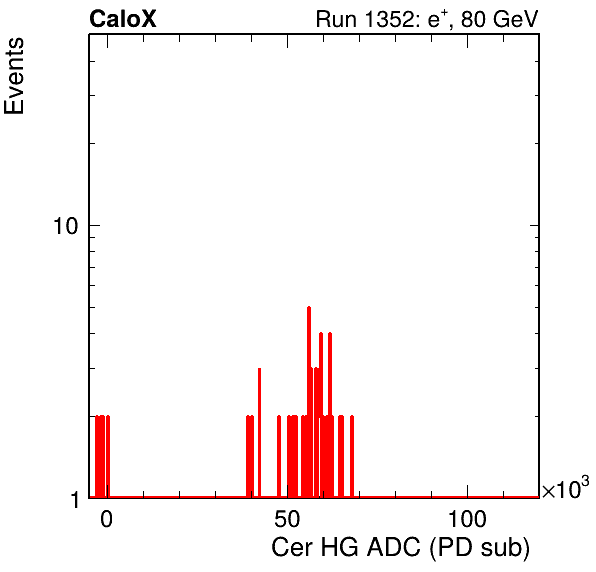 CaloX Run 1352: e⁺, 80 GeV
Events
10
1
0 50 100 ×10³
Cer HG ADC (PD sub)